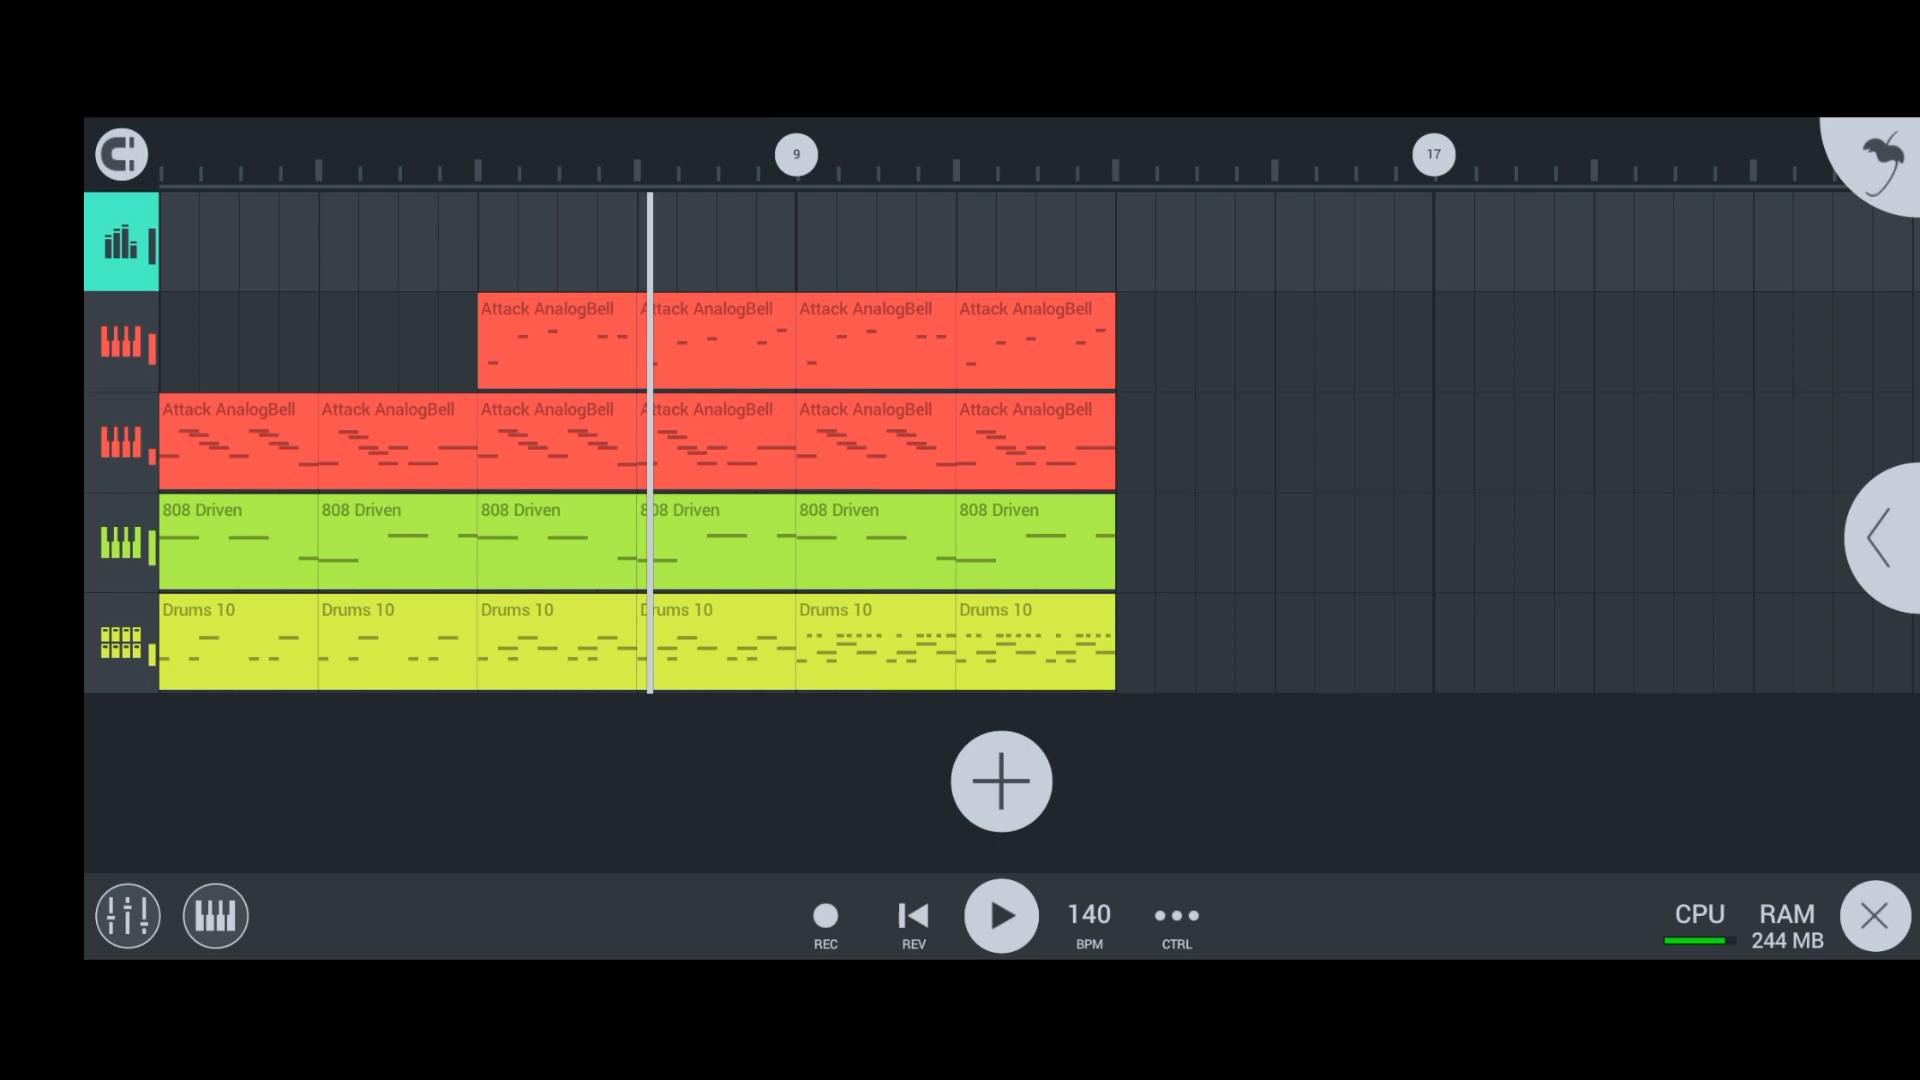 9
17
Attack AnalogBell
Attack AnalogBell
Attack AnalogBell
Attack AnalogBell
Attack AnalogBell
Attack AnalogBell
Attack AnalogBell
Attack AnalogBell
Attack AnalogBell
Attack AnalogBell
808 Driven
808 Driven
808 Driven
808 Driven
808 Driven
808 Driven
Drums 10
Drums 10
Drums 10
Drums 10
Drums 10
Drums 10
REC
REV
140
BPM
CTRL
CPU
RAM
244 MB